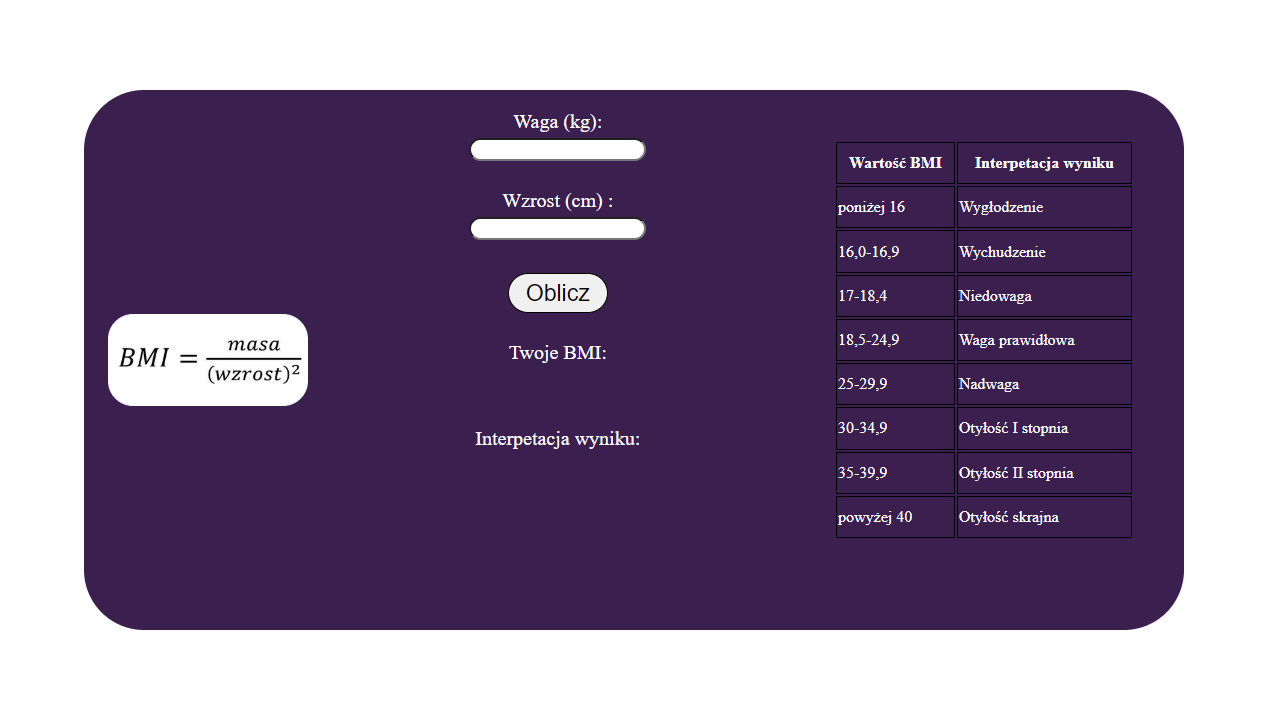 BMI = masa / (wzrost)²
Waga (kg):
Wzrost (cm) :
Oblicz
Twoje BMI:
Interpetacja wyniku:
Wartość BMI Interpetacja wyniku
poniżej 16 Wygłodzenie
16,0-16,9 Wychudzenie
17-18,4 Niedowaga
18,5-24,9 Waga prawidłowa
25-29,9 Nadwaga
30-34,9 Otyłość I stopnia
35-39,9 Otyłość II stopnia
powyżej 40 Otyłość skrajna